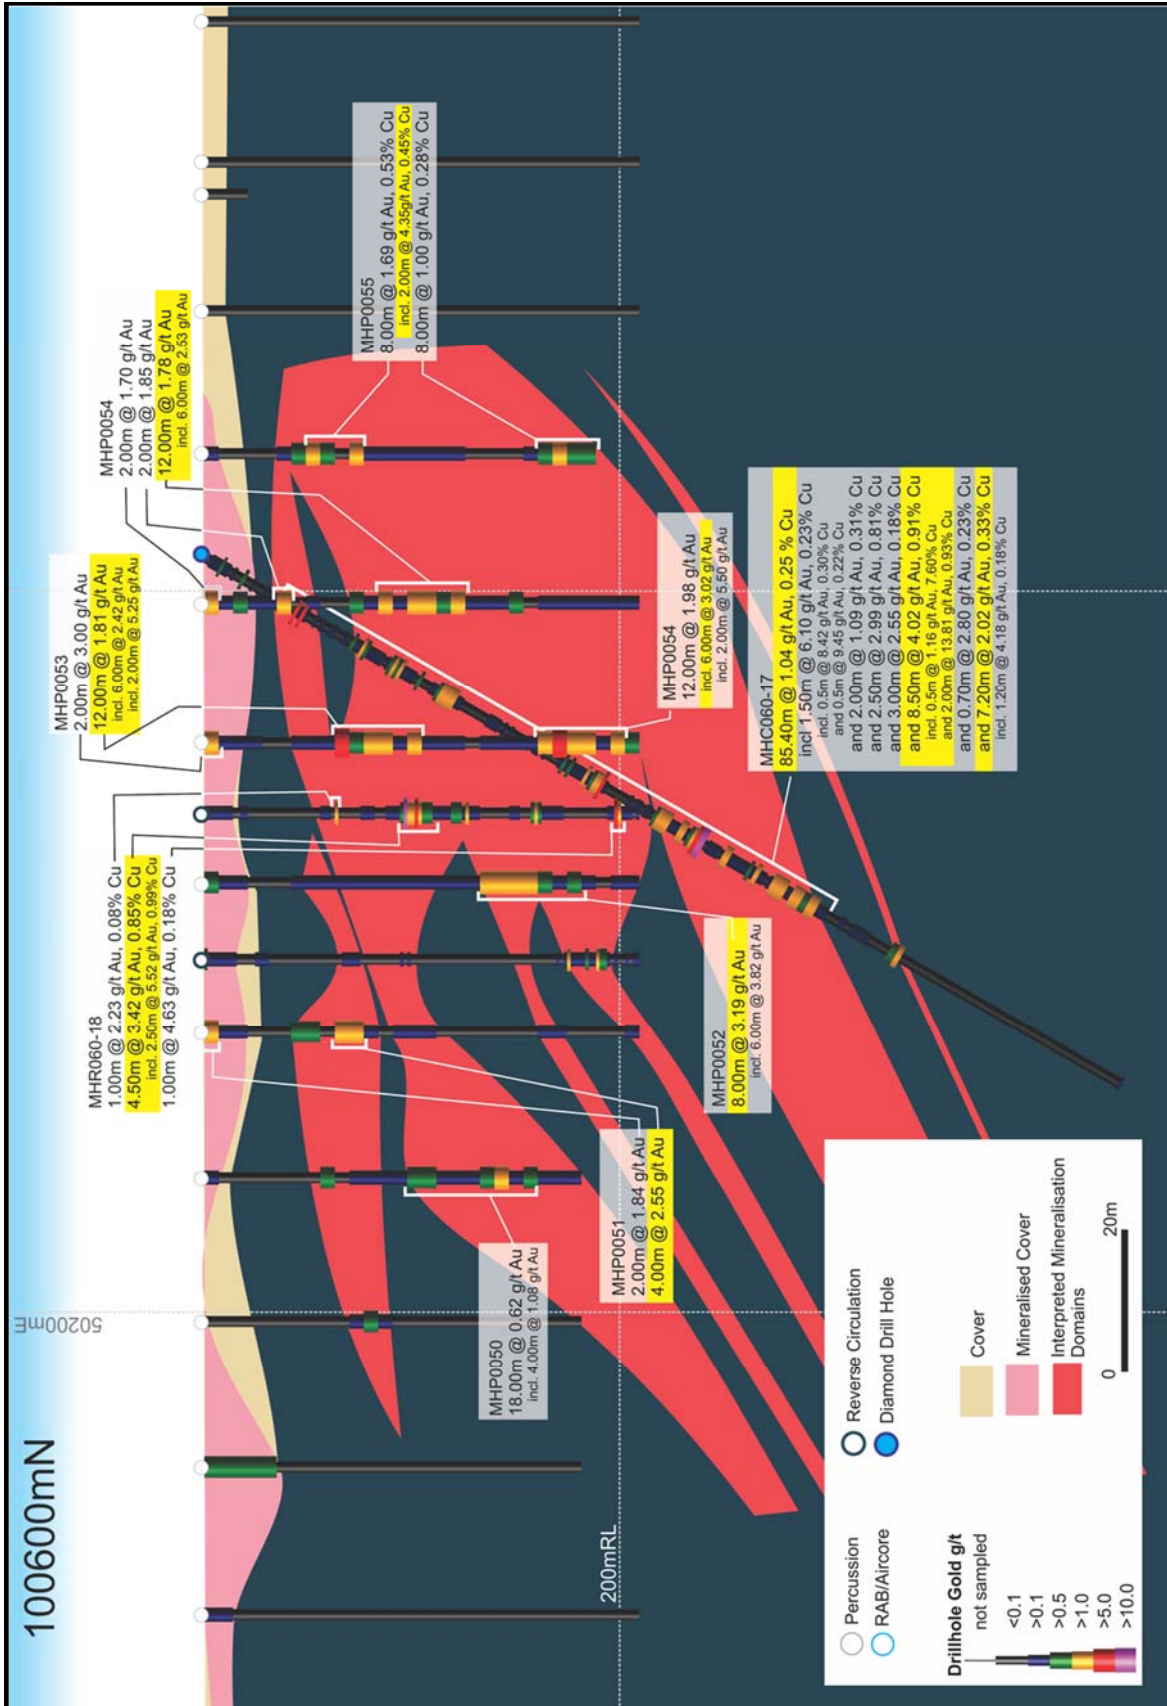 100600mN
50200mE
200mRL
MHR060-18
1.00m @ 2.23 g/t Au, 0.08% Cu
4.50m @ 3.42 g/t Au, 0.85% Cu
incl. 2.50m @ 5.52 g/t Au, 0.99% Cu
1.00m @ 4.63 g/t Au, 0.18% Cu
MHP0053
2.00m @ 3.00 g/t Au
12.00m @ 1.81 g/t Au
incl. 6.00m @ 2.42 g/t Au
incl. 2.00m @ 5.25 g/t Au
MHP0054
2.00m @ 1.70 g/t Au
2.00m @ 1.85 g/t Au
12.00m @ 1.78 g/t Au
incl. 6.00m @ 2.53 g/t Au
MHP0055
8.00m @ 1.69 g/t Au, 0.53% Cu
incl. 2.00m @ 4.35g/t Au, 0.45% Cu
8.00m @ 1.00 g/t Au, 0.28% Cu
MHP0050
18.00m @ 0.62 g/t Au
incl. 4.00m @ 1.08 g/t Au
MHP0051
2.00m @ 1.84 g/t Au
4.00m @ 2.55 g/t Au
MHP0052
8.00m @ 3.19 g/t Au
incl. 6.00m @ 3.82 g/t Au
MHP0054
12.00m @ 1.98 g/t Au
incl. 6.00m @ 3.02 g/t Au
incl. 2.00m @ 5.50 g/t Au
MHC060-17
85.40m @ 1.04 g/t Au, 0.25 % Cu
incl 1.50m @ 6.10 g/t Au, 0.23% Cu
incl. 0.5m @ 8.42 g/t Au, 0.30% Cu
and 0.5m @ 9.45 g/t Au, 0.22% Cu
and 2.00m @ 1.09 g/t Au, 0.31% Cu
and 2.50m @ 2.99 g/t Au, 0.81% Cu
and 3.00m @ 2.55 g/t Au, 0.18% Cu
and 8.50m @ 4.02 g/t Au, 0.91% Cu
incl. 0.5m @ 1.16 g/t Au, 7.60% Cu
and 2.00m @ 13.81 g/t Au, 0.93% Cu
and 0.70m @ 2.80 g/t Au, 0.23% Cu
and 7.20m @ 2.02 g/t Au, 0.33% Cu
incl. 1.20m @ 4.18 g/t Au, 0.18% Cu
Percussion
RAB/Aircore
Reverse Circulation
Diamond Drill Hole
Drillhole Gold g/t
not sampled
<0.1
>0.1
>0.5
>1.0
>5.0
>10.0
Cover
Mineralised Cover
Interpreted Mineralisation
Domains
0 20m